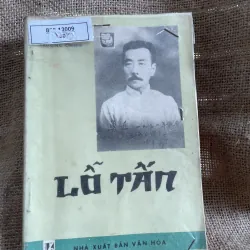 LỖ TẤN
NHÀ XUẤT BẢN VĂN HÓA